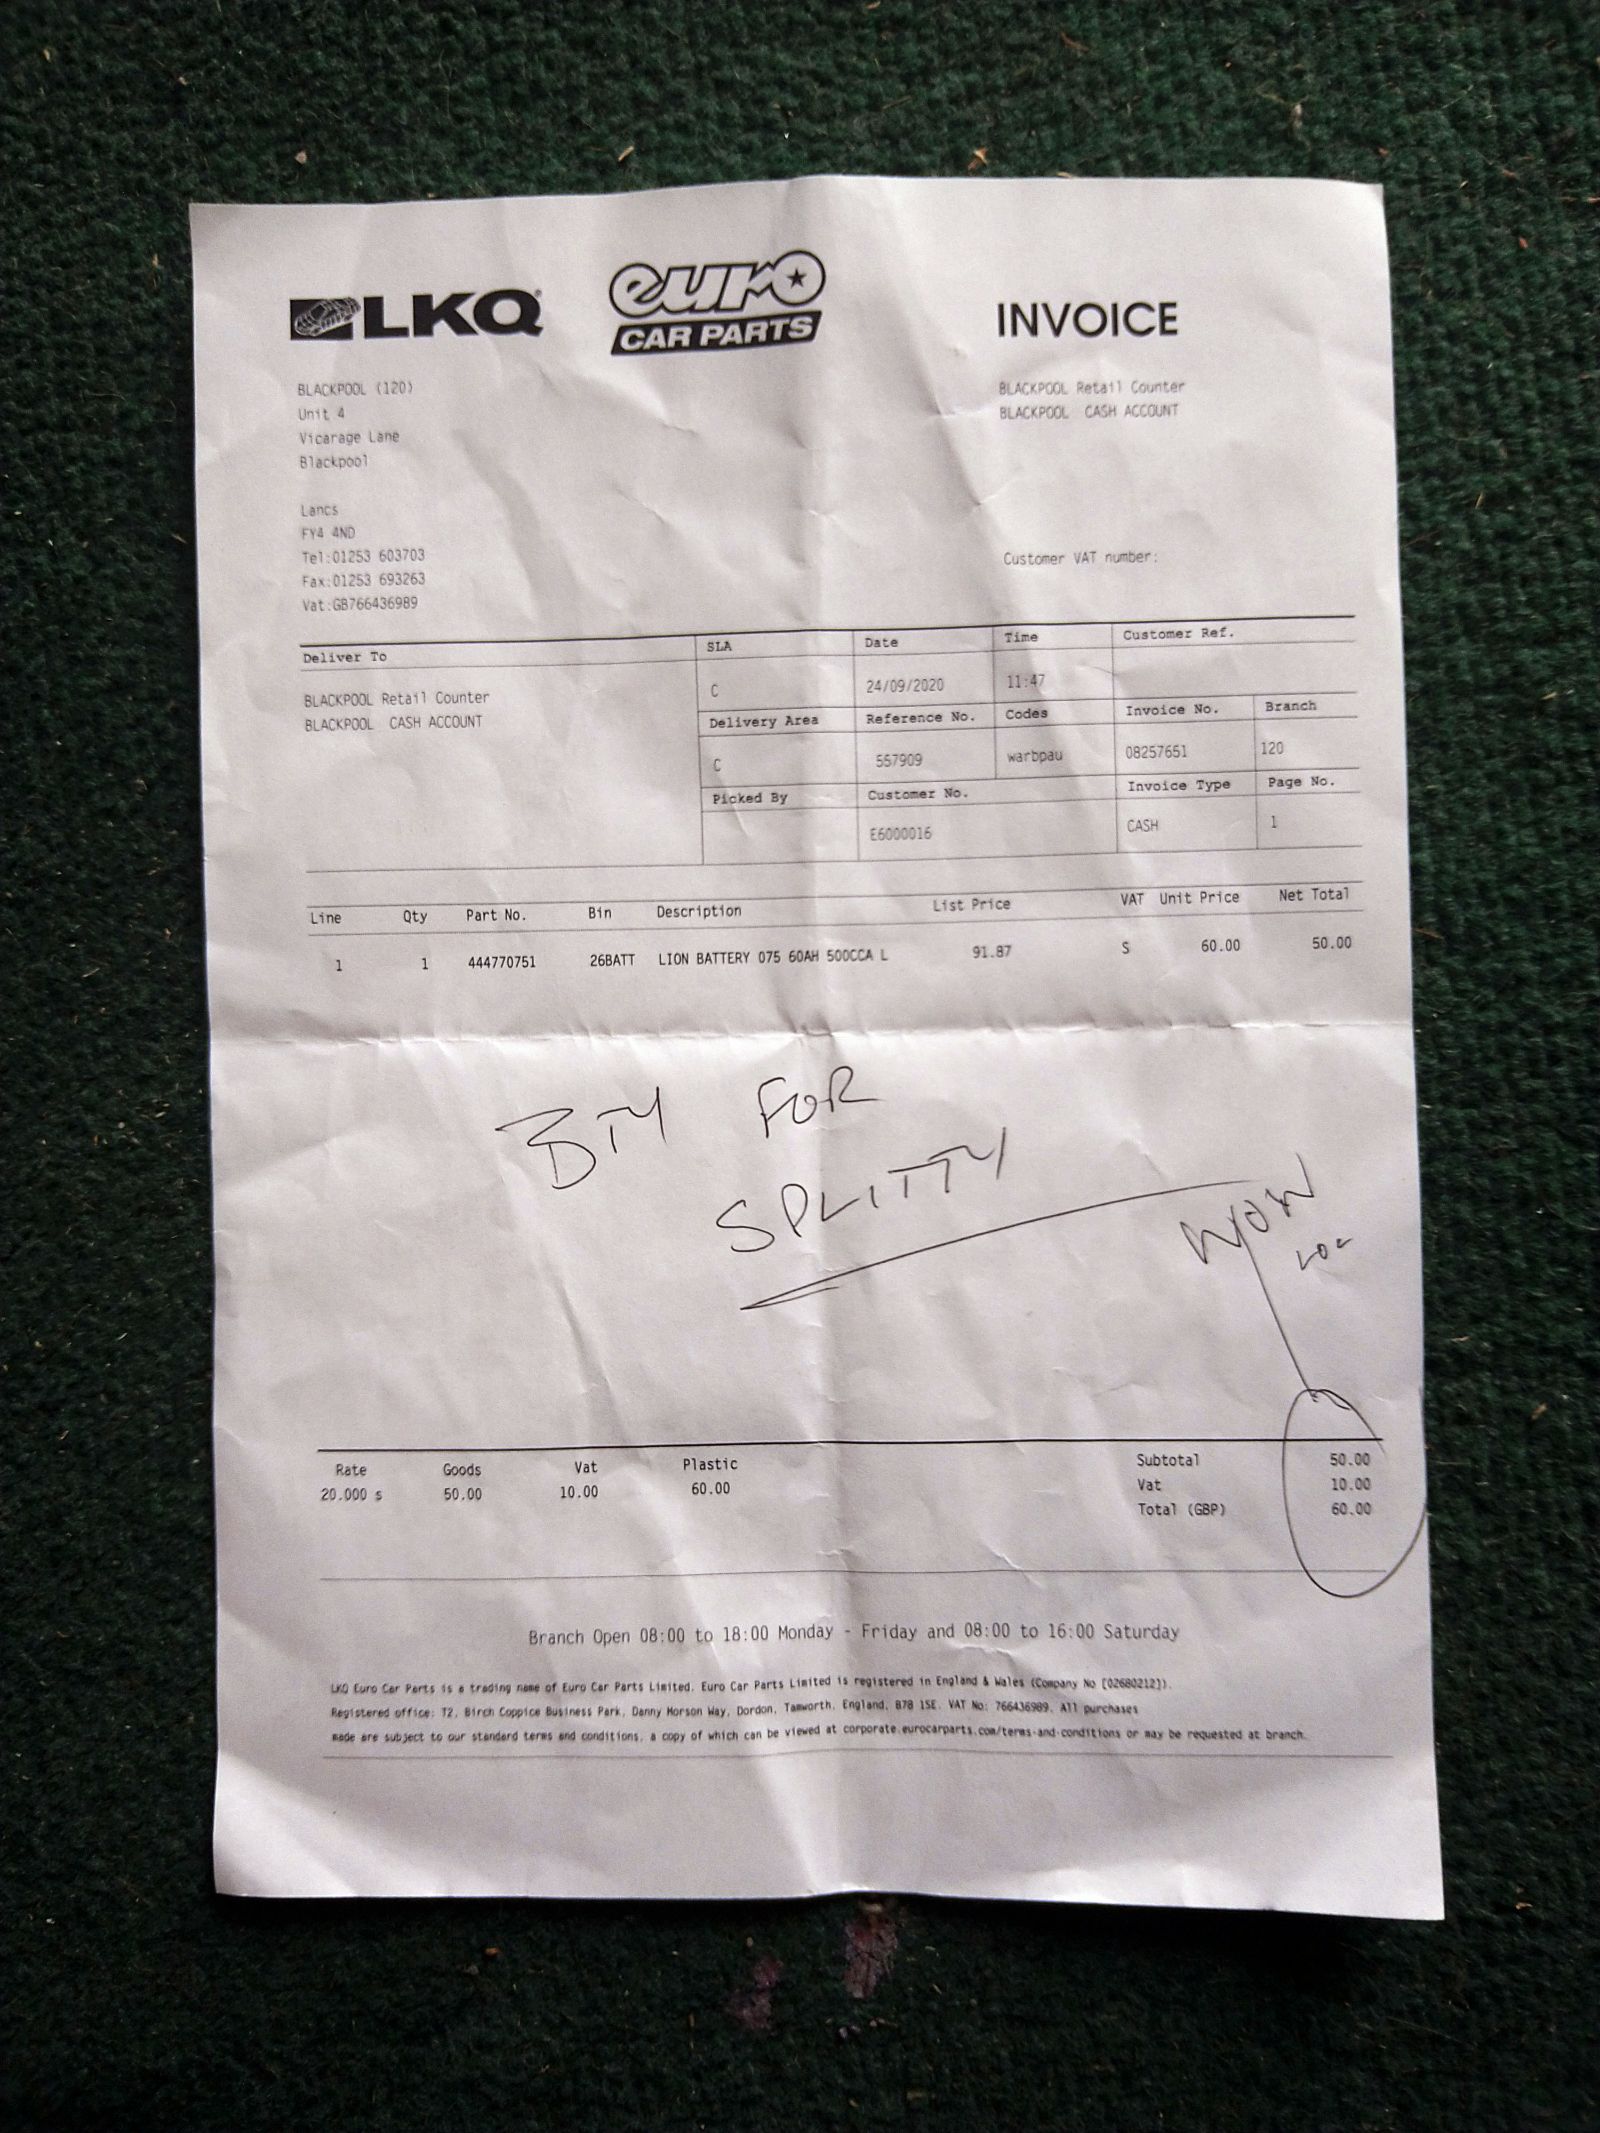 LKQ
euro
CAR PARTS
INVOICE
BLACKPOOL (120)
Unit 4
Vicarage Lane
Blackpool
Lancs
FY4 4ND
Tel:01253 603703
Fax:01253 693263
Vat:GB766436989
BLACKPOOL Retail Counter
BLACKPOOL CASH ACCOUNT
Customer VAT number:
Deliver To
BLACKPOOL Retail Counter
BLACKPOOL CASH ACCOUNT
SLA Date Time Customer Ref.
C 24/09/2020 11:47
Delivery Area Reference No. Codes Invoice No. Branch
C 557909 warbpau 08257651 120
Picked By Customer No. Invoice Type Page No.
E6000016 CASH 1
Line Qty Part No. Bin Description List Price VAT Unit Price Net Total
1 1 444770751 26BATT LION BATTERY 075 60AH 500CCA L 91.87 S 60.00 50.00
BTY FOR
SPLITTY
WOW
Rate Goods Vat Plastic
20.000 s 50.00 10.00 60.00
Subtotal 50.00
Vat 10.00
Total (GBP) 60.00
Branch Open 08:00 to 18:00 Monday - Friday and 08:00 to 16:00 Saturday
LKQ Euro Car Parts is a trading name of Euro Car Parts Limited. Euro Car Parts Limited is registered in England & Wales (Company No [02680212]).
Registered office: T2, Birch Coppice Business Park, Danny Morson Way, Dordon, Tamworth, England, B78 1SE. VAT No: 766436989. All purchases
made are subject to our standard terms and conditions, a copy of which can be viewed at corporate.eurocarparts.com/terms-and-conditions or may be requested at branch.